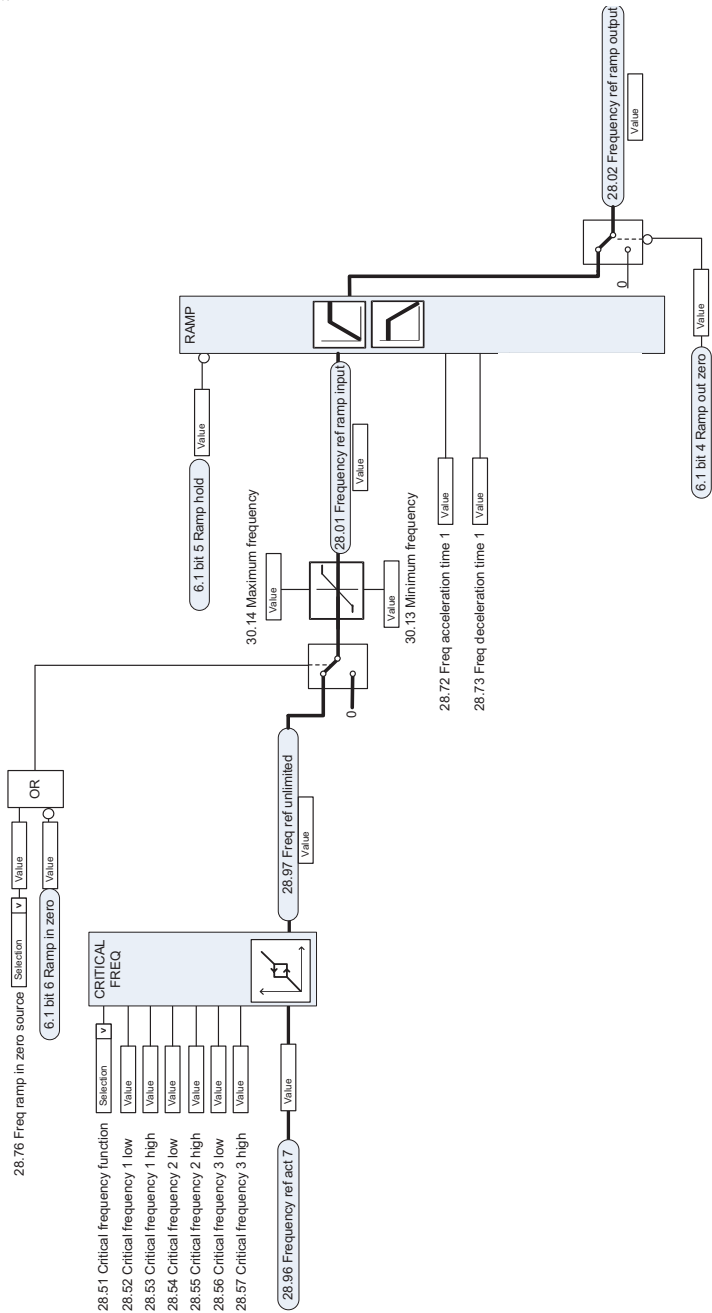 28.76 Freq ramp in zero source
Selection
v
Value
6.1 bit 6 Ramp in zero
Value
OR
28.51 Critical frequency function
Selection
v
28.52 Critical frequency 1 low
Value
28.53 Critical frequency 1 high
Value
28.54 Critical frequency 2 low
Value
28.55 Critical frequency 2 high
Value
28.56 Critical frequency 3 low
Value
28.57 Critical frequency 3 high
Value
28.96 Frequency ref act 7
Value
CRITICAL
FREQ
28.97 Freq ref unlimited
Value
0
30.14 Maximum frequency
Value
30.13 Minimum frequency
Value
28.01 Frequency ref ramp input
Value
6.1 bit 5 Ramp hold
Value
28.72 Freq acceleration time 1
Value
28.73 Freq deceleration time 1
Value
RAMP
0
6.1 bit 4 Ramp out zero
Value
28.02 Frequency ref ramp output
Value